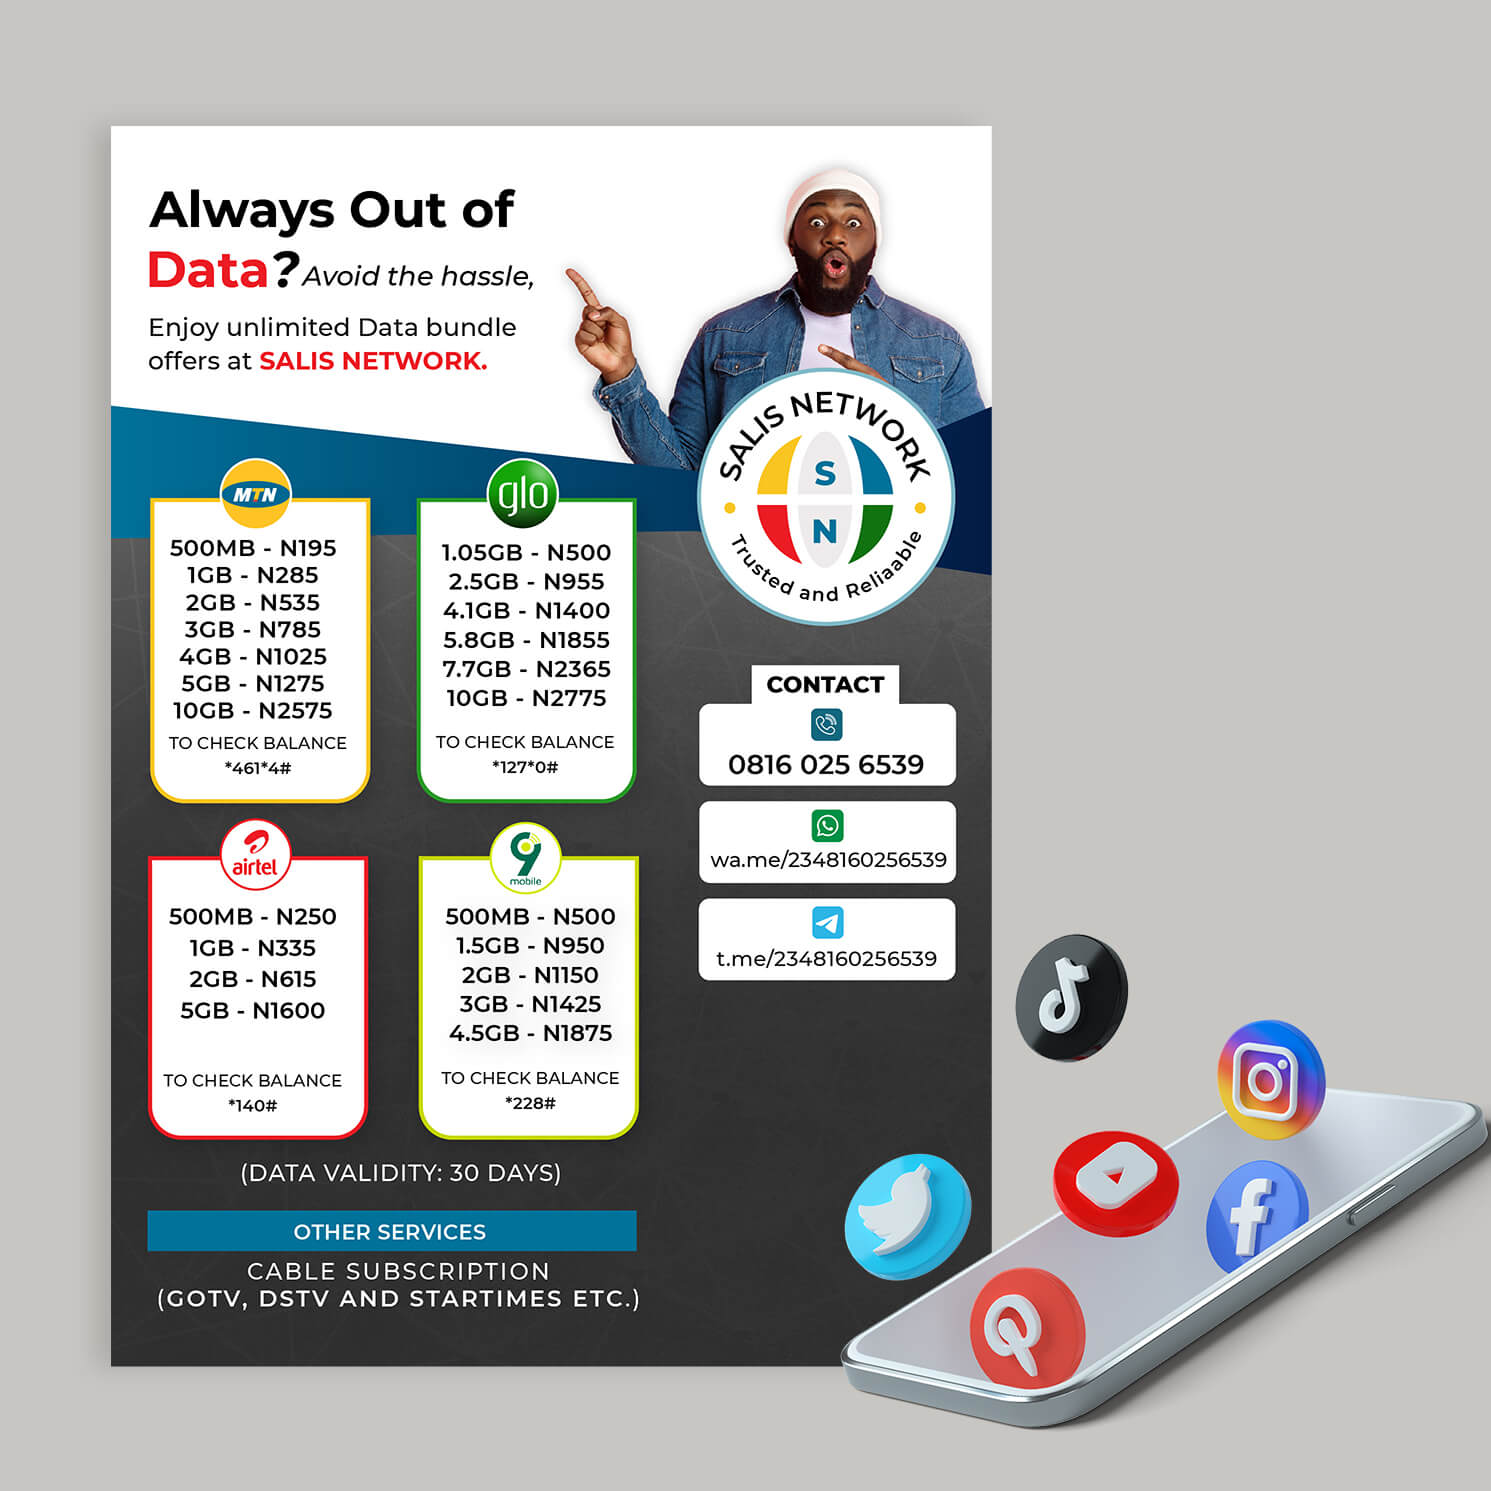 Always Out of
Data? Avoid the hassle,
Enjoy unlimited Data bundle
offers at SALIS NETWORK.
SALIS NETWORK
S
N
Trusted and Reliaable
MTN
500MB - N195
1GB - N285
2GB - N535
3GB - N785
4GB - N1025
5GB - N1275
10GB - N2575
TO CHECK BALANCE
*461*4#
glo
1.05GB - N500
2.5GB - N955
4.1GB - N1400
5.8GB - N1855
7.7GB - N2365
10GB - N2775
TO CHECK BALANCE
*127*0#
airtel
500MB - N250
1GB - N335
2GB - N615
5GB - N1600
TO CHECK BALANCE
*140#
9
mobile
500MB - N500
1.5GB - N950
2GB - N1150
3GB - N1425
4.5GB - N1875
TO CHECK BALANCE
*228#
(DATA VALIDITY: 30 DAYS)
OTHER SERVICES
CABLE SUBSCRIPTION
(GOTV, DSTV AND STARTIMES ETC.)
CONTACT
0816 025 6539
wa.me/2348160256539
t.me/2348160256539